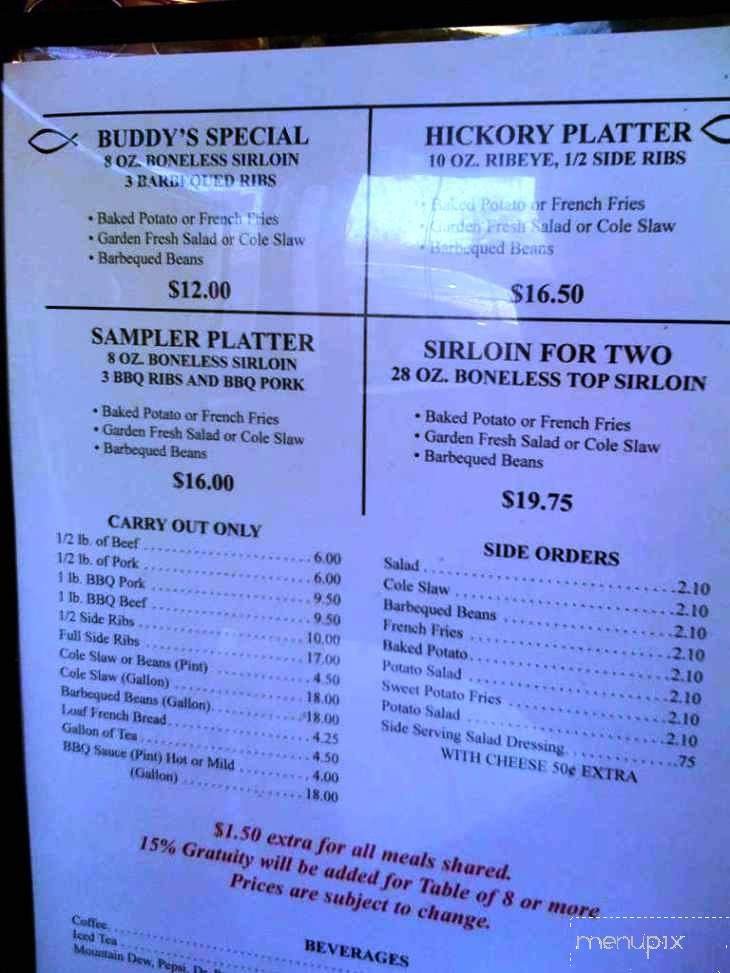 BUDDY'S SPECIAL
8 OZ. BONELESS SIRLOIN
3 BARBEQUED RIBS
• Baked Potato or French Fries
• Garden Fresh Salad or Cole Slaw
• Barbequed Beans
$12.00
HICKORY PLATTER
10 OZ. RIBEYE, 1/2 SIDE RIBS
• Baked Potato or French Fries
• Garden Fresh Salad or Cole Slaw
• Barbequed Beans
$16.50
SAMPLER PLATTER
8 OZ. BONELESS SIRLOIN
3 BBQ RIBS AND BBQ PORK
• Baked Potato or French Fries
• Garden Fresh Salad or Cole Slaw
• Barbequed Beans
$16.00
SIRLOIN FOR TWO
28 OZ. BONELESS TOP SIRLOIN
• Baked Potato or French Fries
• Garden Fresh Salad or Cole Slaw
• Barbequed Beans
$19.75
CARRY OUT ONLY
1/2 lb. of Beef 6.00
1/2 lb. of Pork 6.00
1 lb. BBQ Pork 9.50
1 lb. BBQ Beef 9.50
1/2 Side Ribs 10.00
Full Side Ribs 17.00
Cole Slaw or Beans (Pint) 4.50
Cole Slaw (Gallon) 18.00
Barbequed Beans (Gallon) 18.00
Loaf French Bread 4.25
Gallon of Tea 4.50
BBQ Sauce (Pint) Hot or Mild 4.00
(Gallon) 18.00
SIDE ORDERS
Salad 2.10
Cole Slaw 2.10
Barbequed Beans 2.10
French Fries 2.10
Baked Potato 2.10
Potato Salad 2.10
Sweet Potato Fries 2.10
Potato Salad 2.10
Side Serving Salad Dressing .75
WITH CHEESE 50¢ EXTRA
$1.50 extra for all meals shared.
15% Gratuity will be added for Table of 8 or more.
Prices are subject to change.
BEVERAGES
Coffee
Iced Tea
Mountain Dew, Pepsi,
menupix